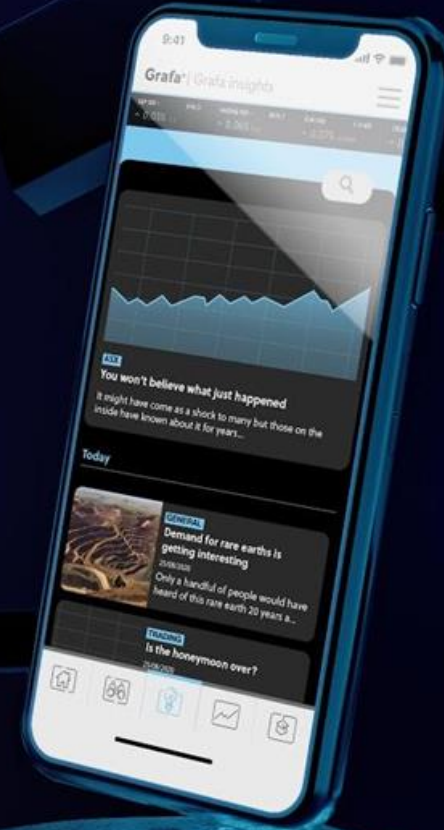 9:41
Grafa+| Grafa insights
ASX
You won't believe what just happened
It might have come as a shock to many but those on the
inside have known about it for years...
Today
GENERAL
Demand for rare earths is
getting interesting
25/08/2020
Only a handful of people would have
heard of this rare earth 20 years a...
TRADING
Is the honeymoon over?
25/08/2020